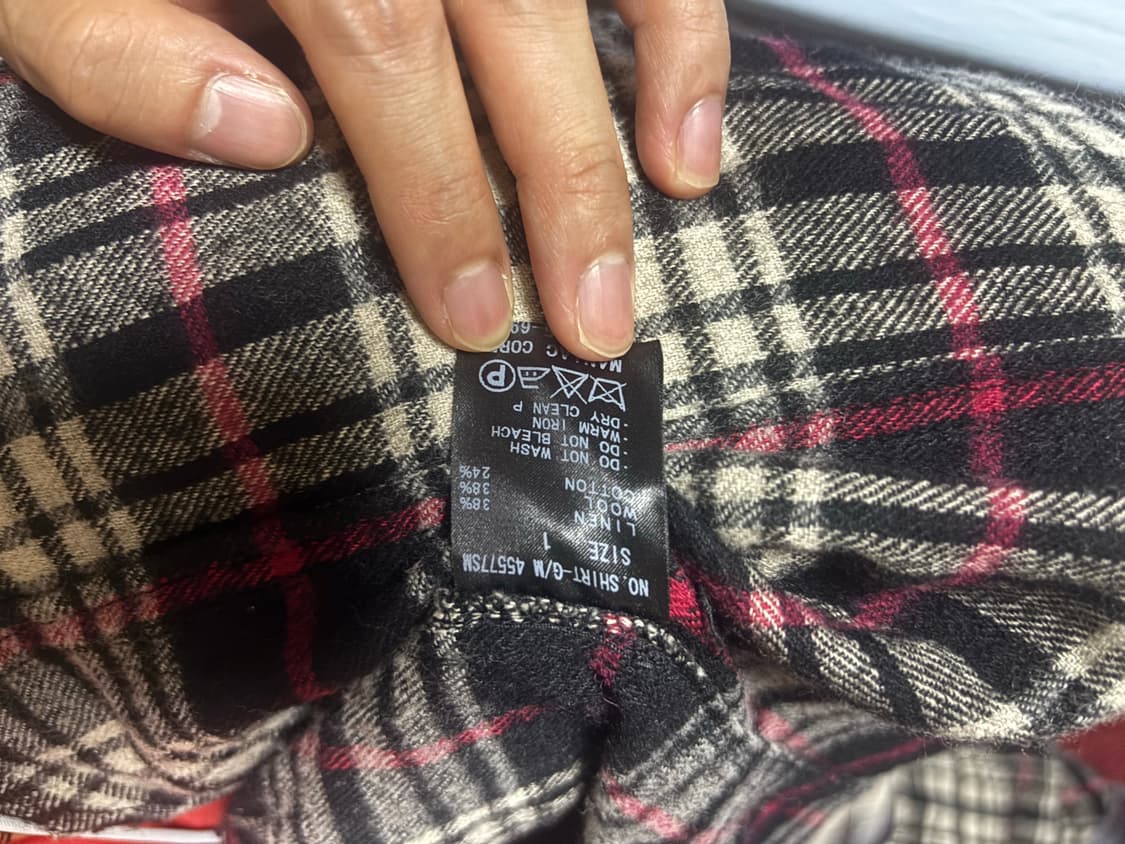 NO.SHIRT-G/M 45577SM
SIZE 1
LINEN 38%
WOOL 38%
COTTON 24%
·DO NOT WASH
·DO NOT BLEACH
·WARM IRON
·DRY CLEAN P
P